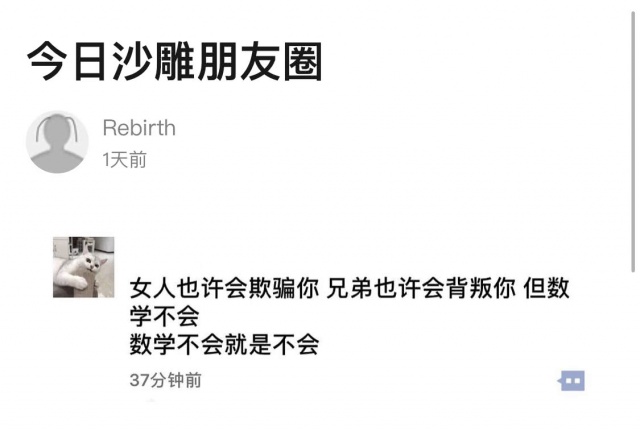 今日沙雕朋友圈
Rebirth
1天前
女人也许会欺骗你 兄弟也许会背叛你 但数
学不会
数学不会就是不会
37分钟前